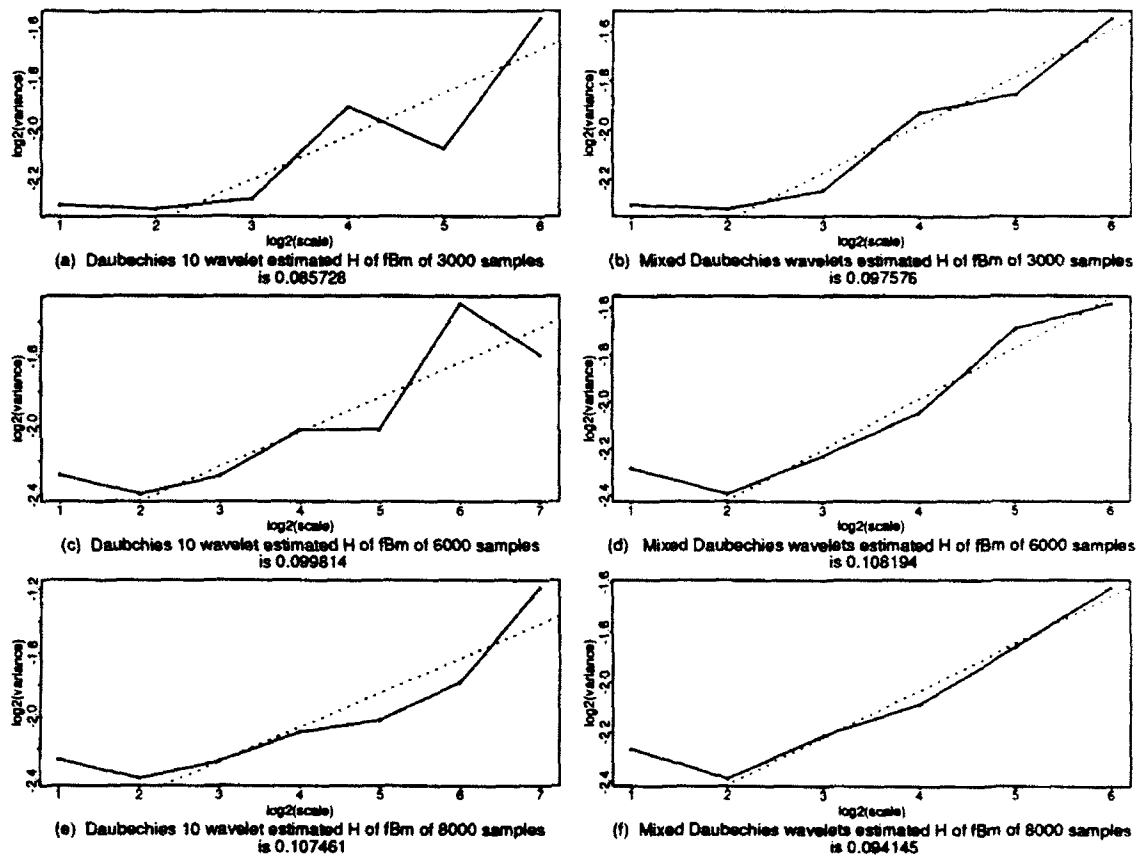 -1.6
-1.8
-2.0
-2.2
log2(variance)
1 2 3 4 5 6
log2(scale)
(a) Daubechies 10 wavelet estimated H of fBm of 3000 samples
is 0.085728
-1.6
-1.8
-2.0
-2.2
log2(variance)
1 2 3 4 5 6
log2(scale)
(b) Mixed Daubechies wavelets estimated H of fBm of 3000 samples
is 0.097576
-1.6
-2.0
-2.4
log2(variance)
1 2 3 4 5 6 7
log2(scale)
(c) Daubchies 10 wavelet estimated H of fBm of 6000 samples
is 0.099814
-1.6
-1.8
-2.0
-2.2
-2.4
log2(variance)
1 2 3 4 5 6
log2(scale)
(d) Mixed Daubechies wavelets estimated H of fBm of 6000 samples
is 0.108194
-1.2
-1.6
-2.0
-2.4
log2(variance)
1 2 3 4 5 6 7
log2(scale)
(e) Daubechies 10 wavelet estimated H of fBm of 8000 samples
is 0.107461
-1.6
-1.8
-2.0
-2.2
-2.4
log2(variance)
1 2 3 4 5 6
log2(scale)
(f) Mixed Daubechies wavelets estimated H of fBm of 8000 samples
is 0.094145